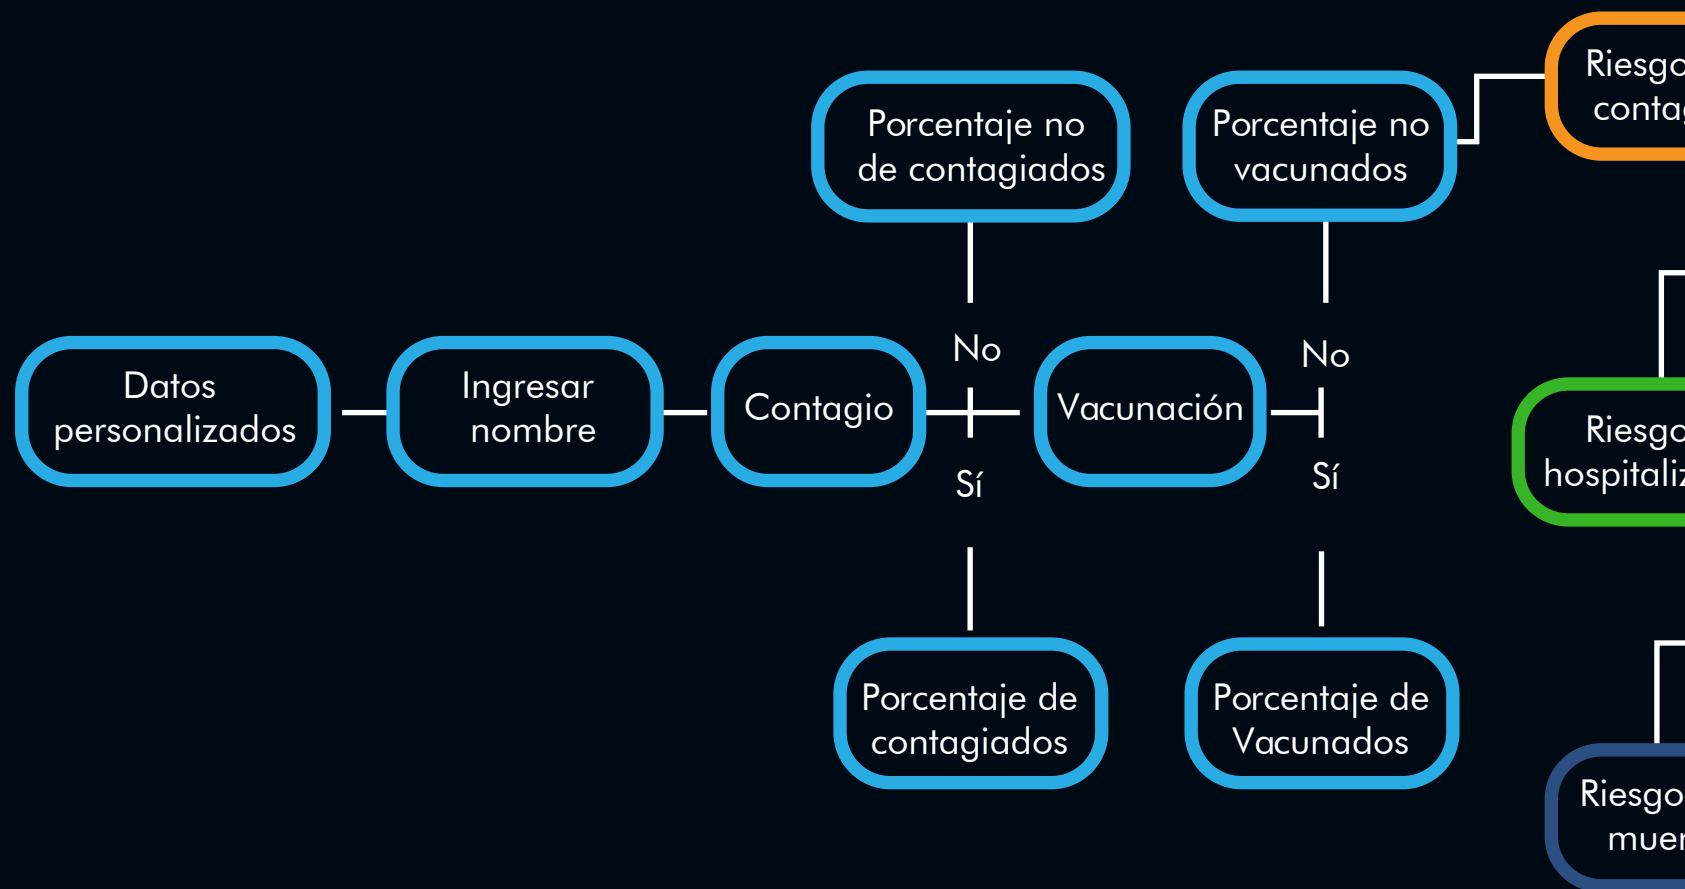 Datos
personalizados
Ingresar
nombre
Contagio
No
Sí
Porcentaje no
de contagiados
Porcentaje de
contagiados
Vacunación
No
Sí
Porcentaje no
vacunados
Porcentaje de
Vacunados
Riesgo
Riesgo
Riesgo